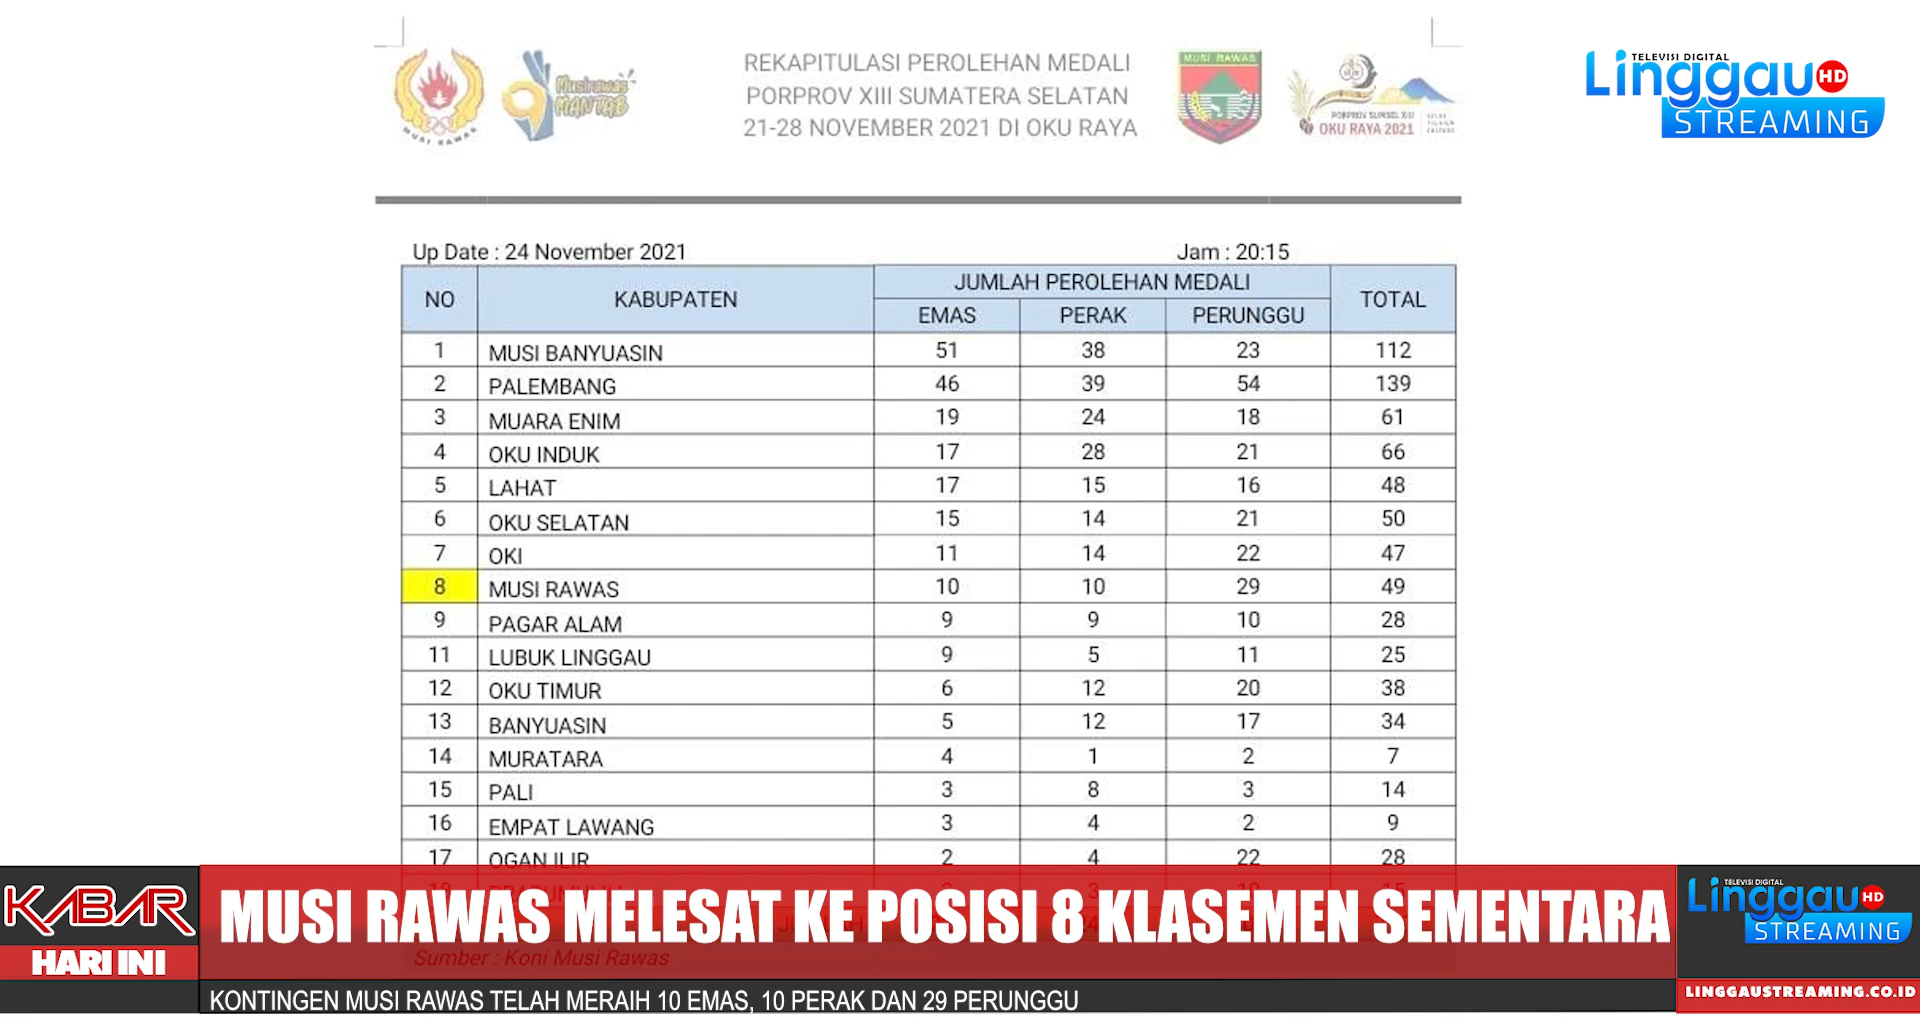 MUSI RAWAS
Musirawas
MANTAB
REKAPITULASI PEROLEHAN MEDALI
PORPROV XIII SUMATERA SELATAN
21-28 NOVEMBER 2021 DI OKU RAYA
MUSI RAWAS
PORPROV SUMSEL XIII
OKU RAYA 2021
TELEVISI DIGITAL
Linggau HD
STREAMING
Up Date : 24 November 2021 Jam : 20:15
NO KABUPATEN JUMLAH PEROLEHAN MEDALI TOTAL
EMAS PERAK PERUNGGU
1 MUSI BANYUASIN 51 38 23 112
2 PALEMBANG 46 39 54 139
3 MUARA ENIM 19 24 18 61
4 OKU INDUK 17 28 21 66
5 LAHAT 17 15 16 48
6 OKU SELATAN 15 14 21 50
7 OKI 11 14 22 47
8 MUSI RAWAS 10 10 29 49
9 PAGAR ALAM 9 9 10 28
11 LUBUK LINGGAU 9 5 11 25
12 OKU TIMUR 6 12 20 38
13 BANYUASIN 5 12 17 34
14 MURATARA 4 1 2 7
15 PALI 3 8 3 14
16 EMPAT LAWANG 3 4 2 9
17 OGAN ILIR 2 4 22 28
Sumber : Koni Musi Rawas
KABAR
HARI INI
MUSI RAWAS MELESAT KE POSISI 8 KLASEMEN SEMENTARA
KONTINGEN MUSI RAWAS TELAH MERAIH 10 EMAS, 10 PERAK DAN 29 PERUNGGU
TELEVISI DIGITAL
Linggau HD
STREAMING
LINGGAUSTREAMING.CO.ID